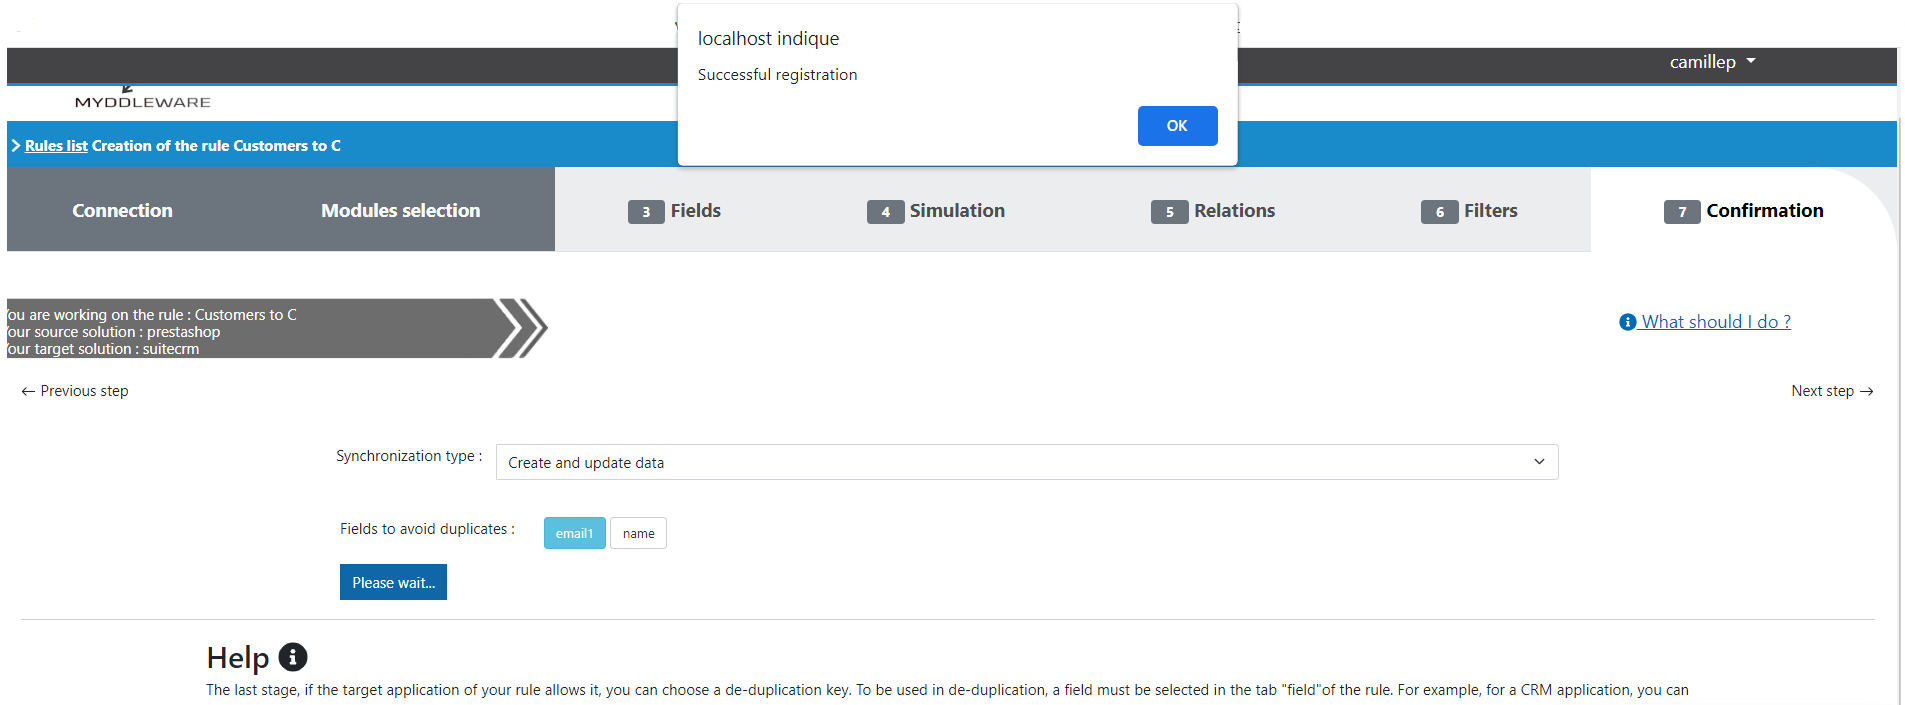 localhost indique
Successful registration
OK
camillep
MYDDLEWARE
Rules list Creation of the rule Customers to C
Connection
Modules selection
3 Fields
4 Simulation
5 Relations
6 Filters
7 Confirmation
ou are working on the rule : Customers to C
our source solution : prestashop
our target solution : suitecrm
What should I do ?
← Previous step
Next step →
Synchronization type :
Create and update data
Fields to avoid duplicates :
email1
name
Please wait...
Help
The last stage, if the target application of your rule allows it, you can choose a de-duplication key. To be used in de-duplication, a field must be selected in the tab "field"of the rule. For example, for a CRM application, you can